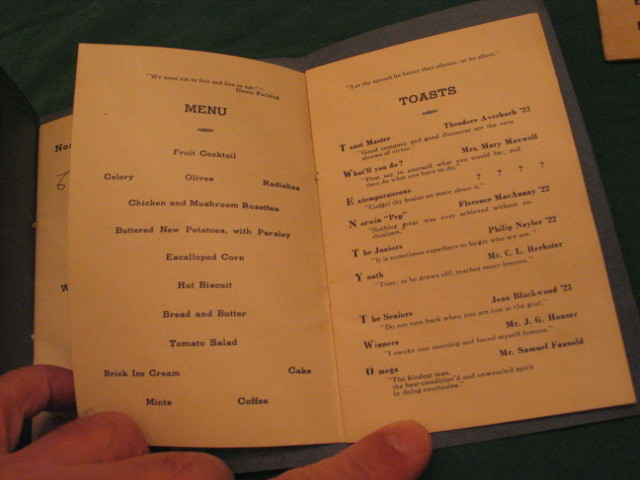 "We must eat to live and live to eat."—
Henry Fielding
MENU
Fruit Cocktail
Celery Olives Radishes
Chicken and Mushroom Rosettes
Buttered New Potatoes, with Parsley
Escalloped Corn
Hot Biscuit
Bread and Butter
Tomato Salad
Brick Ice Cream Cake
Mints Coffee
"Let the speech be better than silence, or be silent."
TOASTS
Toast Master Theodore Averbach '23
"Good company and good discourse are the very
sinews of virtue."
What'll you do? Mrs. Mary Maxwell
"First say to yourself what you would be; and
then do what you have to do."
Extemporaneous ? ? ? ?
"Cudgel thy brains no more about it."
Norwin "Pep" Florence MacAunay '22
"Nothing great was ever achieved without en-
thusiasm."
The Juniors Philip Naylor '22
"It is sometimes expedient to forget who we are."
Youth Mr. C. L. Herbster
"Time, as he grows old, teaches many lessons."
The Seniors Jean Blackwood '23
"Do not turn back when you are just at the goal."
Winners Mr. J. G. Houser
"I awoke one morning and found myself famous."
Omega Mr. Samuel Fausold
"The kindest man,
the best-condition'd and unwearied spirit
In doing courtesies."